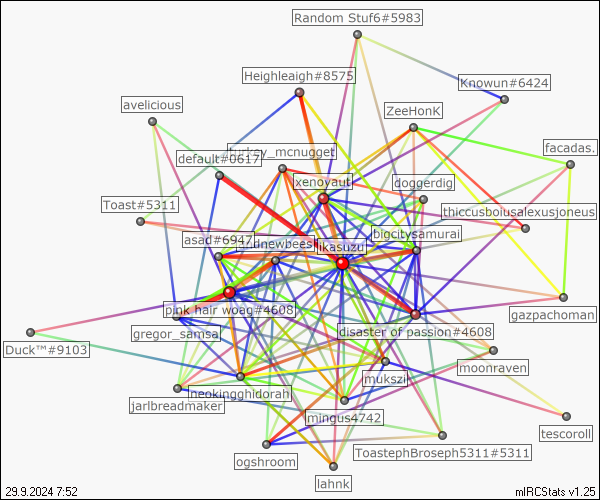 Random Stuf6#5983
Heighleaigh#8575
Knowun#6424
avelicious
ZeeHonK
facadas.
turkey_mcnugget
default#0617
xenoyaut
doggerdig
Toast#5311
thiccusboiusalexusjoneus
bigcitysamurai
asad#6947
dnewbees
ikasuzu
pink hair woag#4608
gazpachoman
gregor_samsa
disaster of passion#4608
Duck™#9103
moonraven
mukszil
neokingghidorah
jarlbreadmaker
mingus4742
tescoroll
ToastephBroseph5311#5311
ogshroom
lahnk
29.9.2024 7:52
mIRCStats v1.25